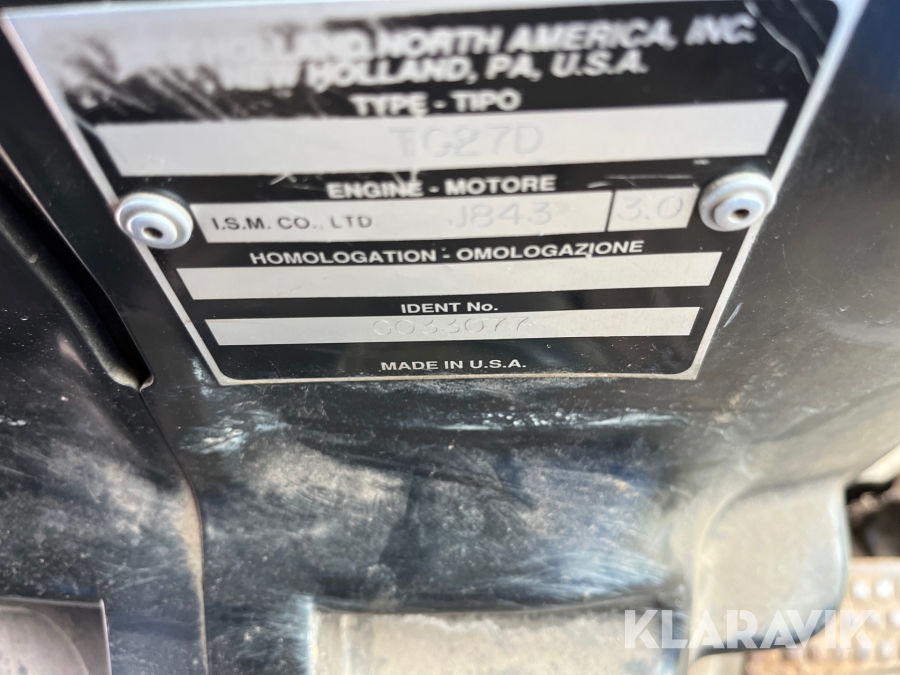 HOLLAND NORTH AMERICA, INC.
NEW HOLLAND, PA, U.S.A.
TYPE - TIPO
TC27D
ENGINE - MOTORE
I.S.M. CO., LTD J843 3.0
HOMOLOGATION - OMOLOGAZIONE
IDENT No.
G033077
MADE IN U.S.A.
KLARAVIK